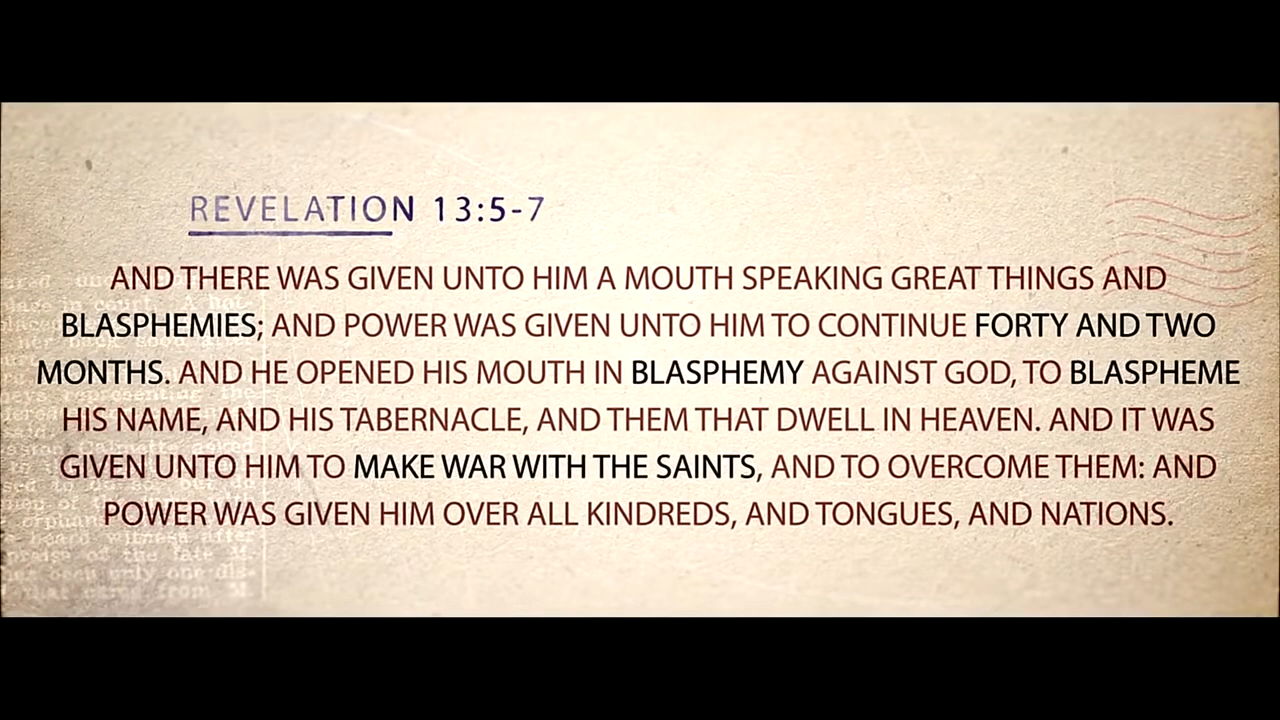 REVELATION 13:5-7
AND THERE WAS GIVEN UNTO HIM A MOUTH SPEAKING GREAT THINGS AND
BLASPHEMIES; AND POWER WAS GIVEN UNTO HIM TO CONTINUE FORTY AND TWO
MONTHS. AND HE OPENED HIS MOUTH IN BLASPHEMY AGAINST GOD, TO BLASPHEME
HIS NAME, AND HIS TABERNACLE, AND THEM THAT DWELL IN HEAVEN. AND IT WAS
GIVEN UNTO HIM TO MAKE WAR WITH THE SAINTS, AND TO OVERCOME THEM: AND
POWER WAS GIVEN HIM OVER ALL KINDREDS, AND TONGUES, AND NATIONS.